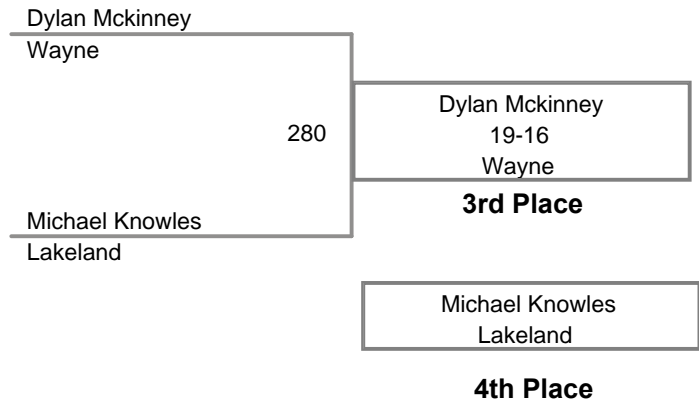 Dylan Mckinney
Wayne
280
Dylan Mckinney
19-16
Wayne
3rd Place
Michael Knowles
Lakeland
Michael Knowles
Lakeland
4th Place